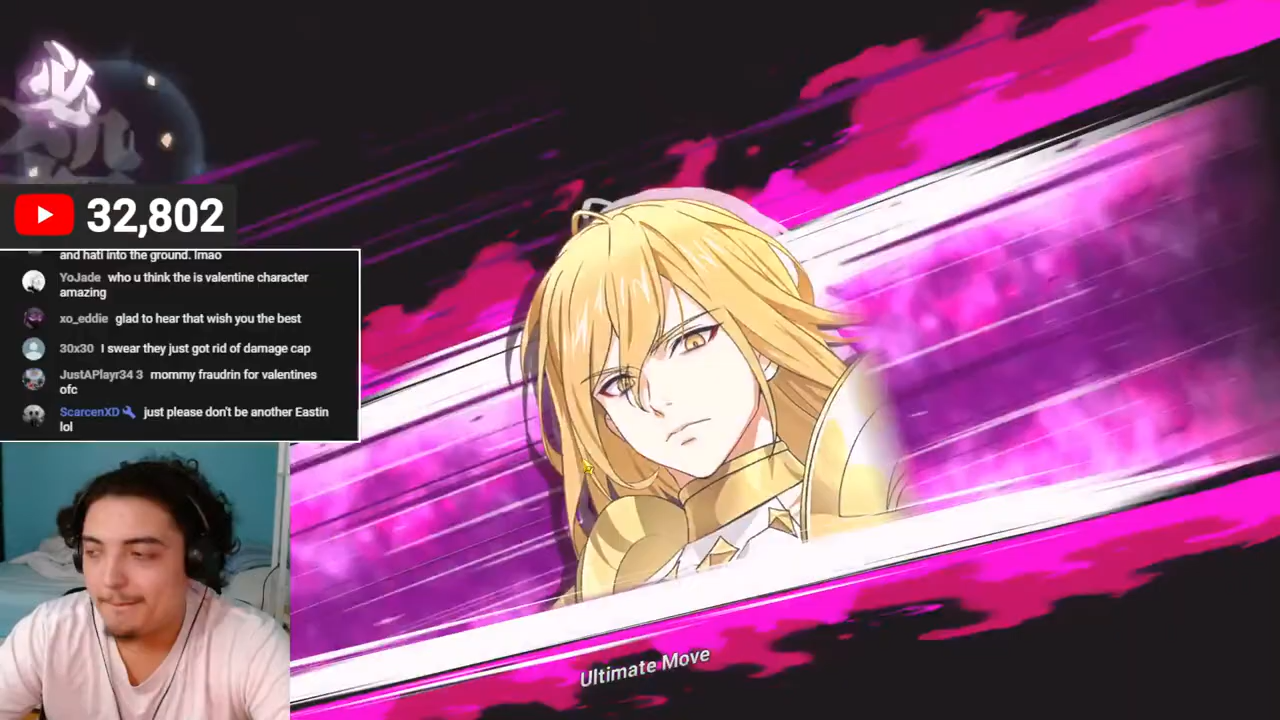 必
32,802
and hati into the ground. lmao
YoJade who u think the is valentine character
amazing
xo_eddie glad to hear that wish you the best
30x30 I swear they just got rid of damage cap
JustAPlayr34 3 mommy fraudrin for valentines
ofc
ScarcenXD just please don't be another Eastin
lol
Ultimate Move